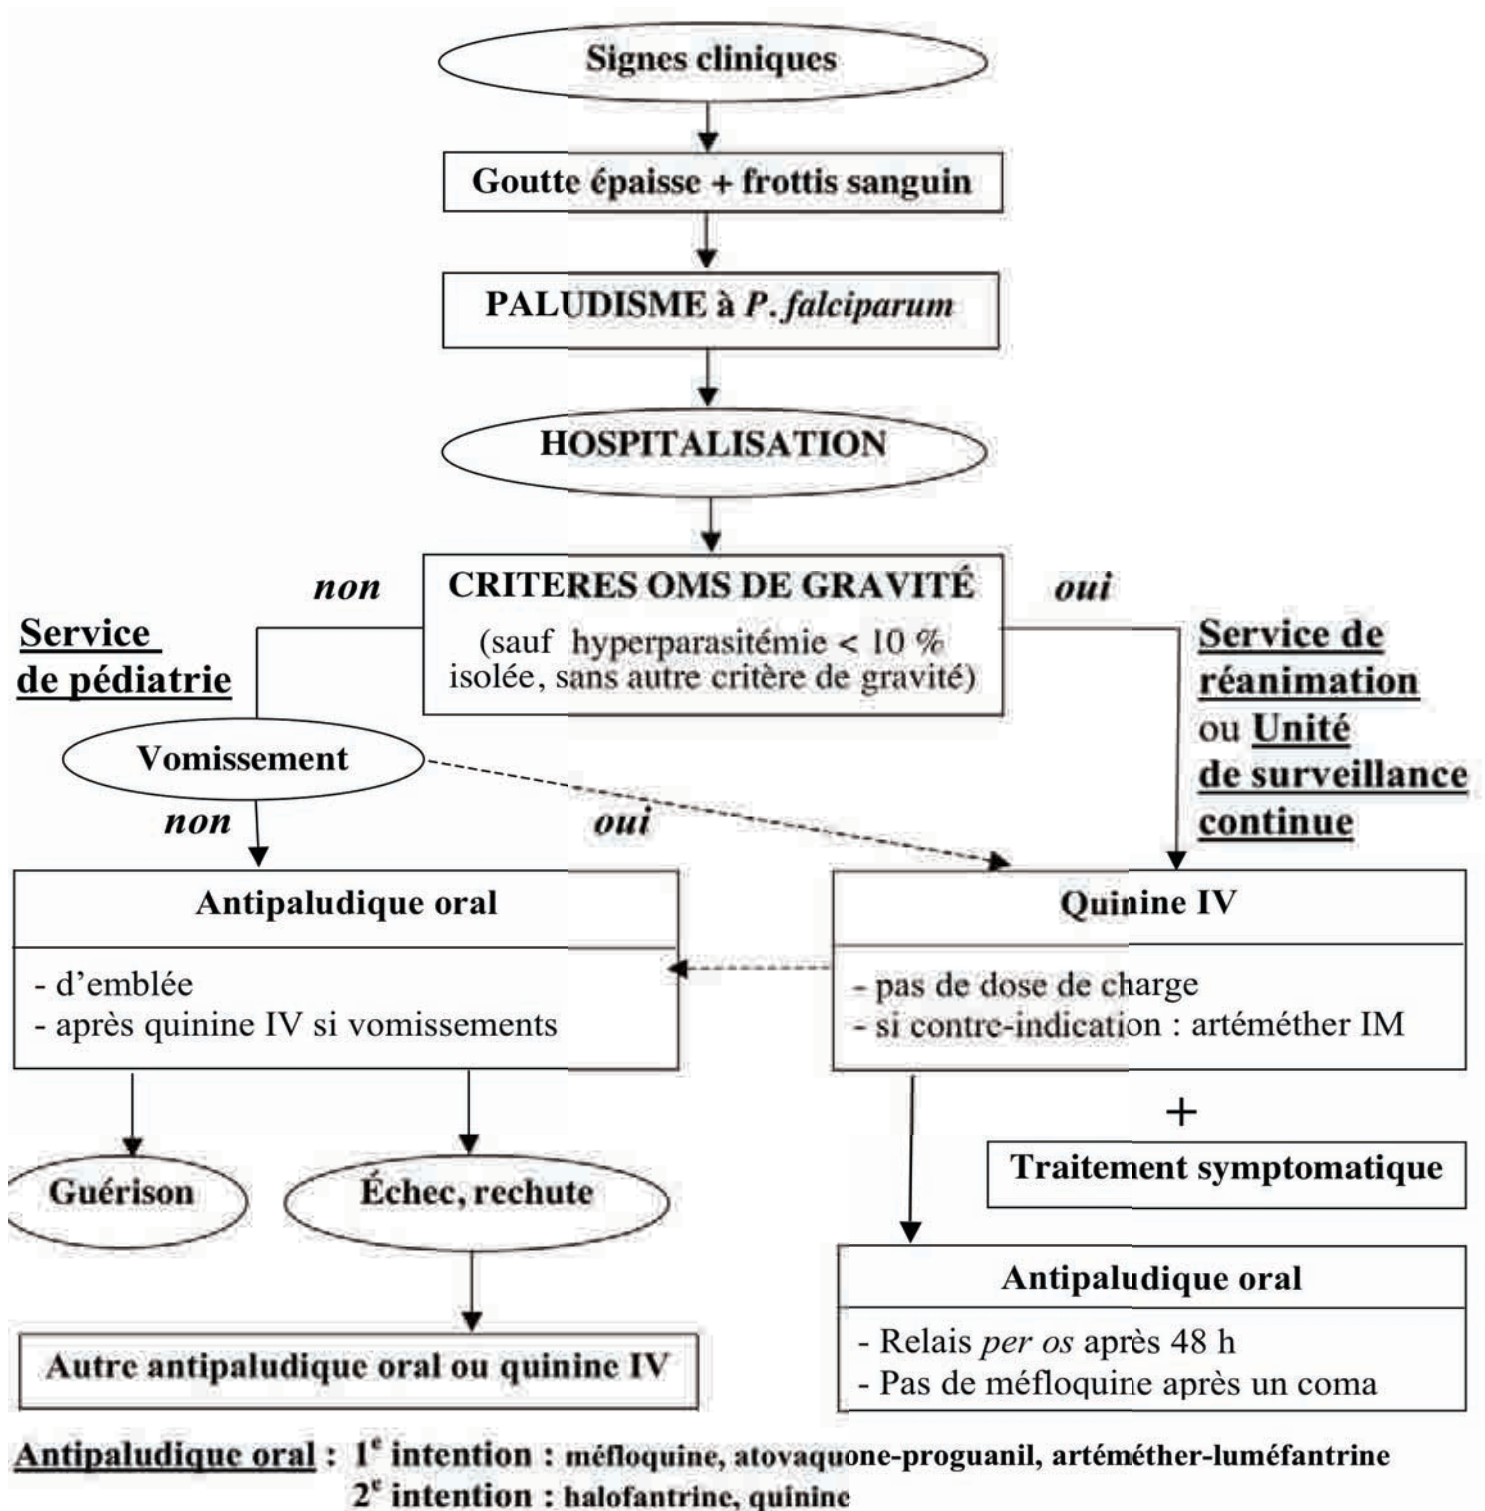 Signes cliniques
Goutte épaisse + frottis sanguin
PALUDISME à P. falciparum
HOSPITALISATION
non
CRITERES OMS DE GRAVITÉ
oui
(sauf hyperparasitémie < 10 %
isolée, sans autre critère de gravité)
Service
de pédiatrie
Service de
réanimation
ou Unité
de surveillance
continue
Vomissement
non
oui
Antipaludique oral
- d'emblée
- après quinine IV si vomissements
Quinine IV
- pas de dose de charge
- si contre-indication : artéméther IM
+
Traitement symptomatique
Guérison
Échec, rechute
Autre antipaludique oral ou quinine IV
Antipaludique oral
- Relais per os après 48 h
- Pas de méfloquine après un coma
Antipaludique oral : 1e intention : méfloquine, atovaquone-proguanil, artéméther-luméfantrine
2e intention : halofantrine, quinine